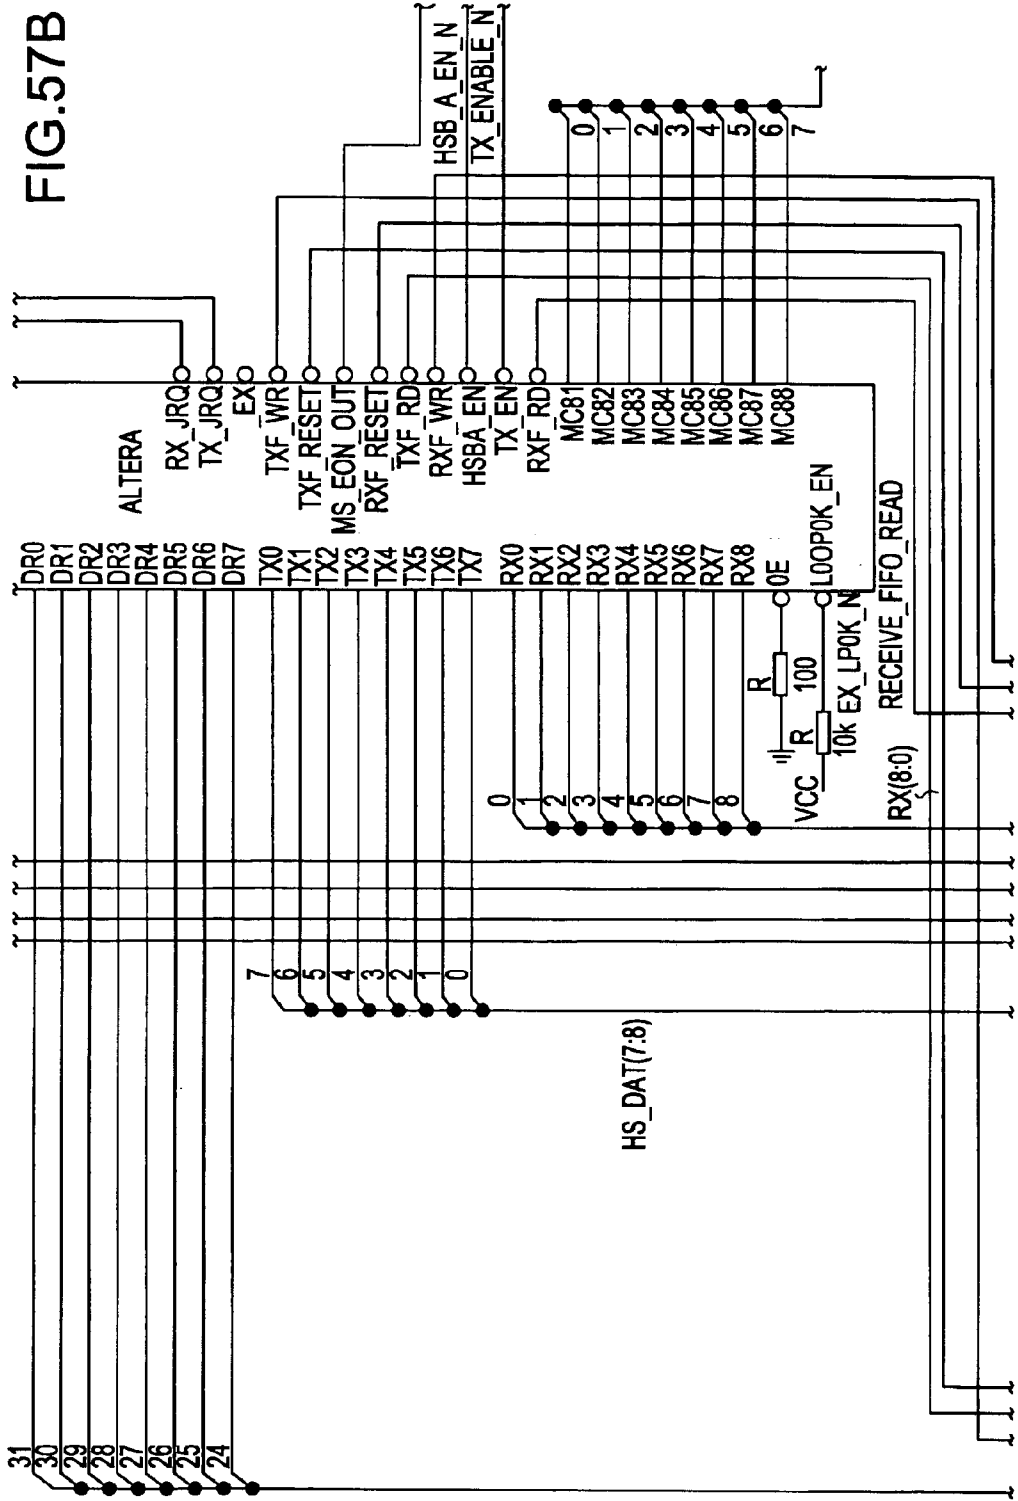 FIG.57B
HSB_A_EN_N
TX_ENABLE_N
ALTERA
RX_JRQ
TX_JRQ
EX
TXF_WR
TXF_RESET
MS_EON_OUT
RXF_RESET
TXF_RD
RXF_WR
HSBA_EN
TX_EN
RXF_RD
MC81
MC82
MC83
MC84
MC85
MC86
MC87
MC88
0
1
2
3
4
5
6
7
DR0
DR1
DR2
DR3
DR4
DR5
DR6
DR7
TX0
TX1
TX2
TX3
TX4
TX5
TX6
TX7
RX0
RX1
RX2
RX3
RX4
RX5
RX6
RX7
RX8
OE
LOOPOK_EN
R
100
R
10k
EX_LPOK_N
VCC
RECEIVE_FIFO_READ
RX(8:0)
0
1
2
3
4
5
6
7
8
7
6
5
4
3
2
1
0
HS_DAT(7:8)
31
30
29
28
27
26
25
24